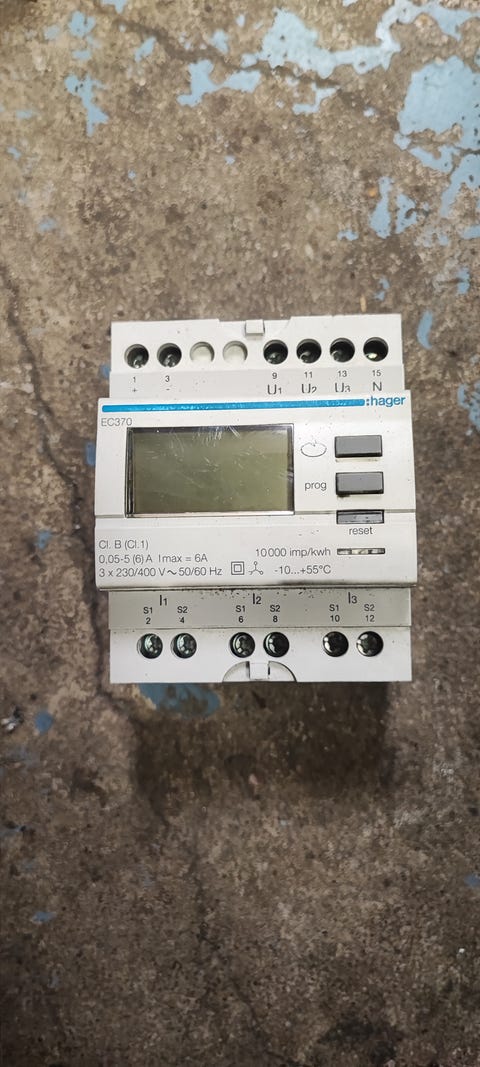 1 3 9 11 13 15
+ - U1 U2 U3 N
:hager
EC370
prog
reset
Cl. B (Cl.1)
0,05-5 (6) A Imax = 6A
10000 imp/kwh
3 x 230/400 V ~ 50/60 Hz
-10...+55°C
I1 I2 I3
S1 S2 S1 S2 S1 S2
2 4 6 8 10 12